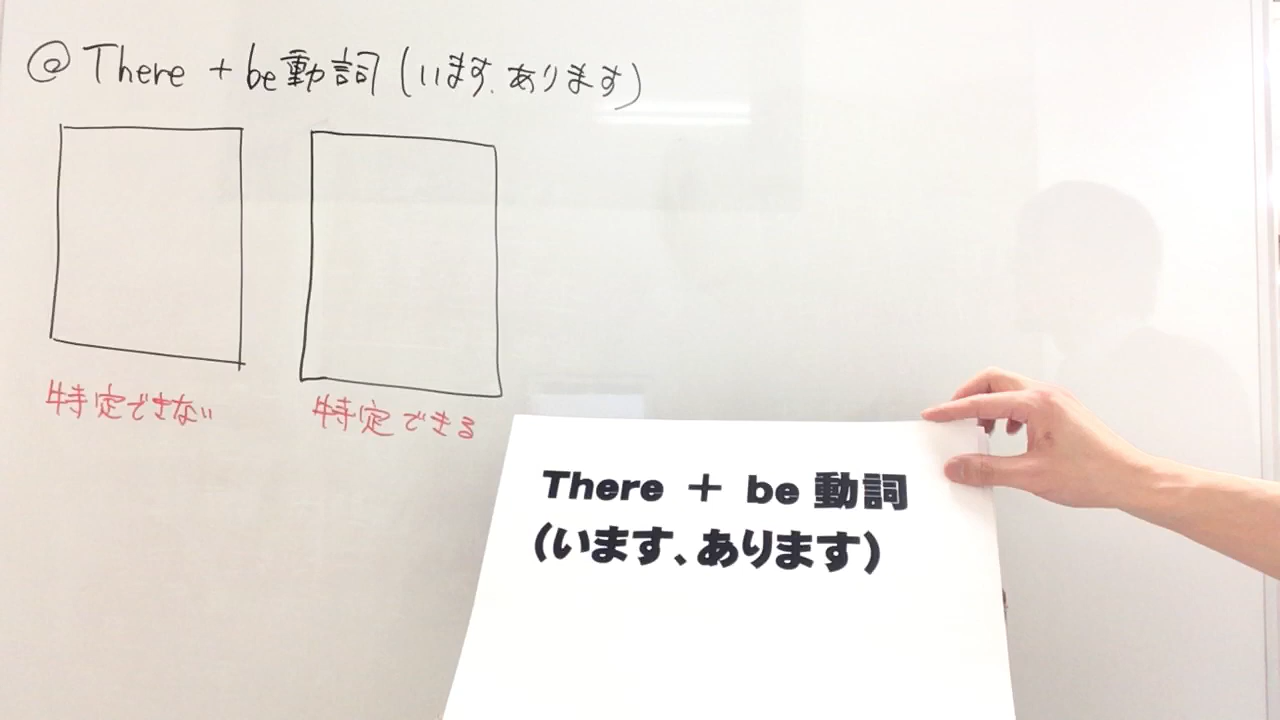 @ There + be動詞 (います、あります)
特定できない
特定できる
There + be 動詞
(います、あります)